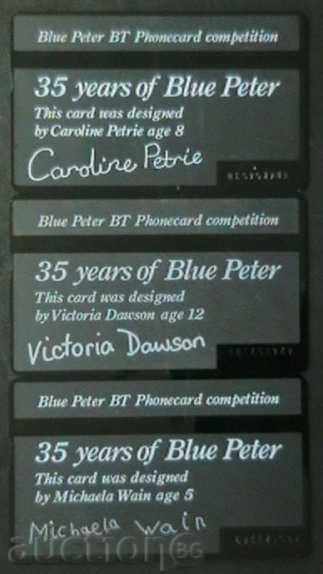 Blue Peter BT Phonecard competition
35 years of Blue Peter
This card was designed
by Caroline Petrie age 8
Caroline Petrie
Blue Peter BT Phonecard competition
35 years of Blue Peter
This card was designed
by Victoria Dawson age 12
Victoria Dawson
Blue Peter BT Phonecard competition
35 years of Blue Peter
This card was designed
by Michaela Wain age 5
Michaela Wain